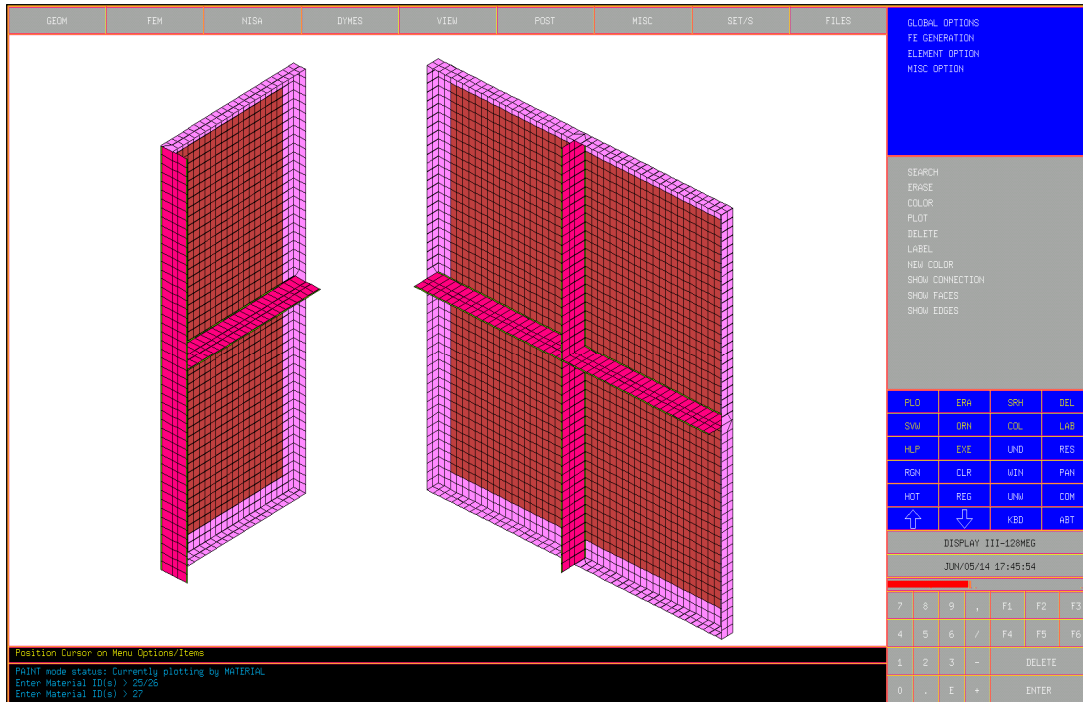 GEOM FEM NISA DYMES VIEW POST MISC SET/S FILES
GLOBAL OPTIONS
FE GENERATION
ELEMENT OPTION
MISC OPTION
SEARCH
ERASE
COLOR
PLOT
DELETE
LABEL
NEW COLOR
SHOW CONNECTION
SHOW FACES
SHOW EDGES
PLO ERA SRH DEL
SVW DRN COL LAB
HLP EXE UND RES
RGN CLR WIN PAN
HOT REG UNW COM
KBD ABT
DISPLAY III-128MEG
JUN/05/14 17:45:54
7 8 9 , F1 F2 F3
4 5 6 / F4 F5 F6
1 2 3 - DELETE
0 . E + ENTER
Position Cursor on Menu Options/Items
PAINT mode status: Currently plotting by MATERIAL
Enter Material ID(s) > 25/26
Enter Material ID(s) > 27